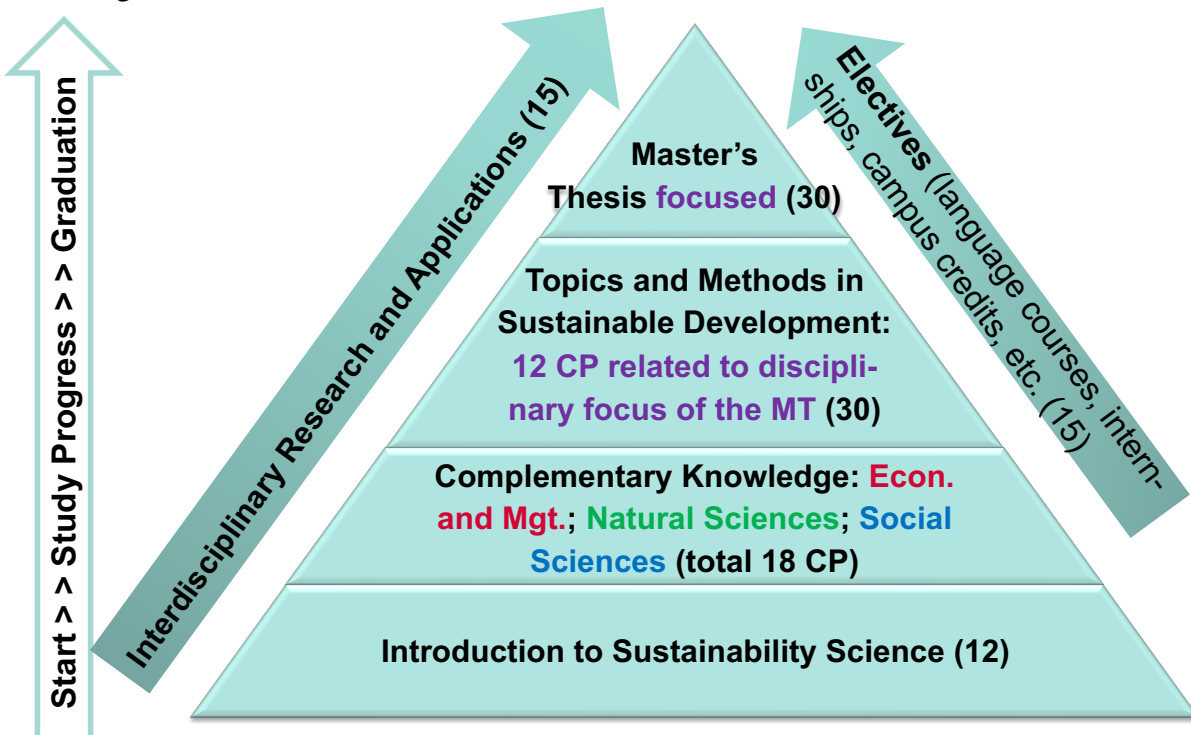 Start > > Study Progress > > Graduation
Interdisciplinary Research and Applications (15)
Master’s
Thesis focused (30)
Topics and Methods in
Sustainable Development:
12 CP related to discipli-
nary focus of the MT (30)
Complementary Knowledge: Econ.
and Mgt.; Natural Sciences; Social
Sciences (total 18 CP)
Introduction to Sustainability Science (12)
Electives (language courses, intern-
ships, campus credits, etc. (15)